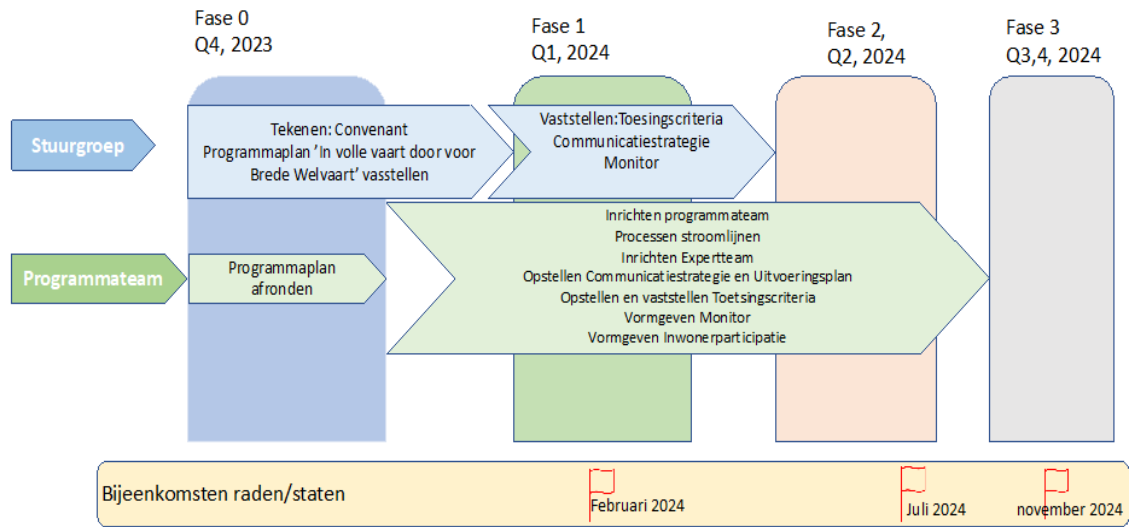 Fase 0
Q4, 2023
Fase 1
Q1, 2024
Fase 2,
Q2, 2024
Fase 3
Q3,4, 2024
Stuurgroep
Tekenen: Convenant
Programmaplan 'In volle vaart door voor
Brede Welvaart' vasstellen
Vaststellen:Toesingscriteria
Communicatiestrategie
Monitor
Programmateam
Programmaplan
afronden
Inrichten programmateam
Processen stroomlijnen
Inrichten Expertteam
Opstellen Communicatiestrategie en Uitvoeringsplan
Opstellen en vaststellen Toetsingscriteria
Vormgeven Monitor
Vormgeven Inwonerparticipatie
Bijeenkomsten raden/staten
Februari 2024
Juli 2024
november 2024